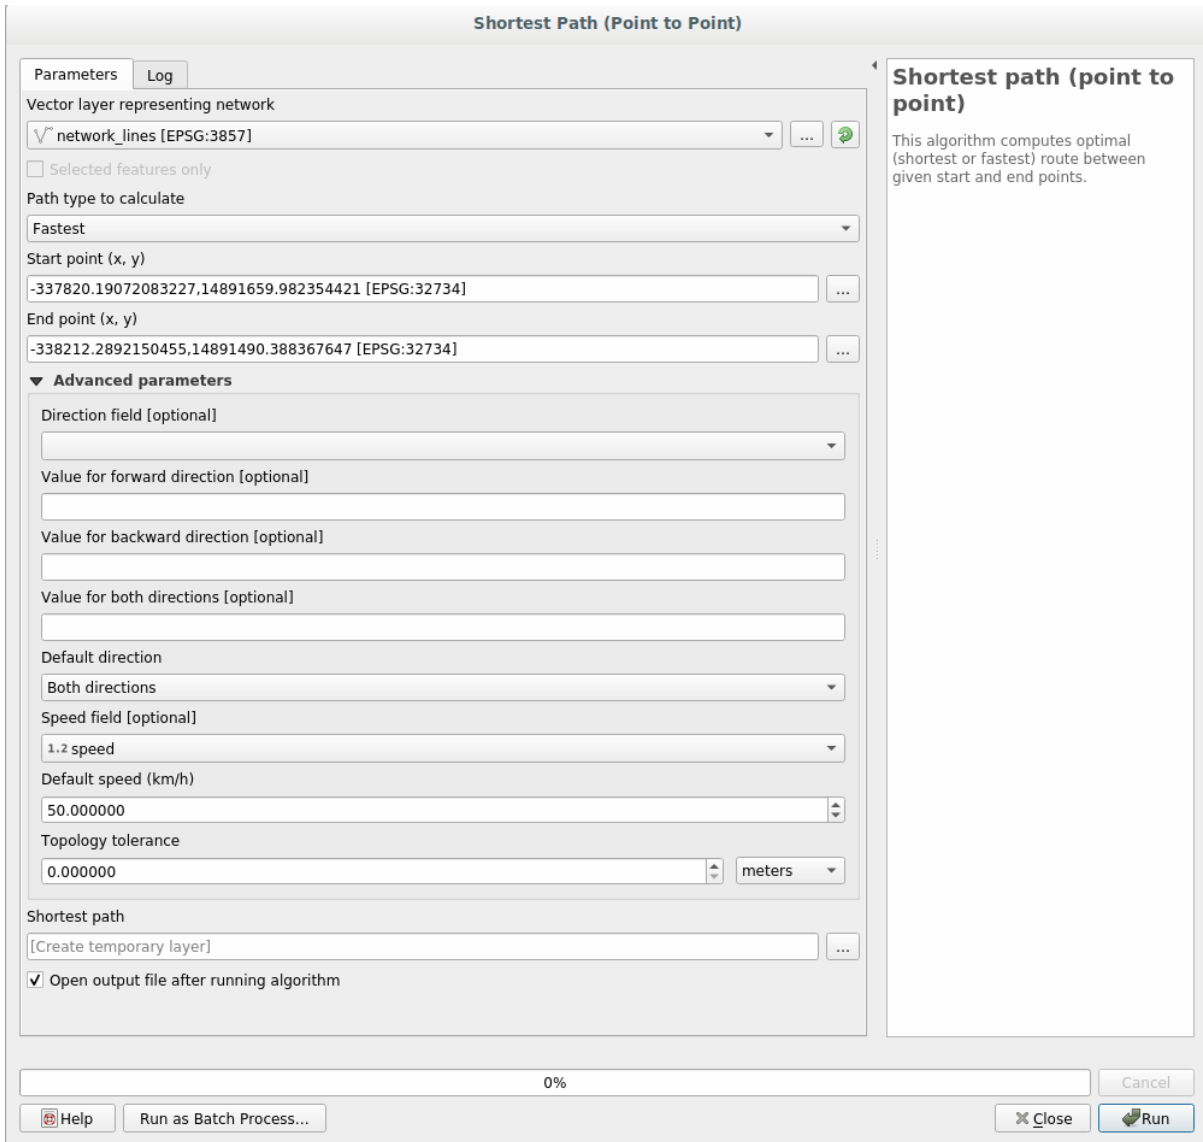 Shortest Path (Point to Point)
Parameters
Log
Vector layer representing network
network_lines [EPSG:3857]
...
Selected features only
Path type to calculate
Fastest
Start point (x, y)
-337820.19072083227,14891659.982354421 [EPSG:32734]
...
End point (x, y)
-338212.2892150455,14891490.388367647 [EPSG:32734]
...
Advanced parameters
Direction field [optional]
Value for forward direction [optional]
Value for backward direction [optional]
Value for both directions [optional]
Default direction
Both directions
Speed field [optional]
1.2 speed
Default speed (km/h)
50.000000
Topology tolerance
0.000000
meters
Shortest path
[Create temporary layer]
...
Open output file after running algorithm
Shortest path (point to
point)
This algorithm computes optimal
(shortest or fastest) route between
given start and end points.
0%
Cancel
Help
Run as Batch Process...
Close
Run